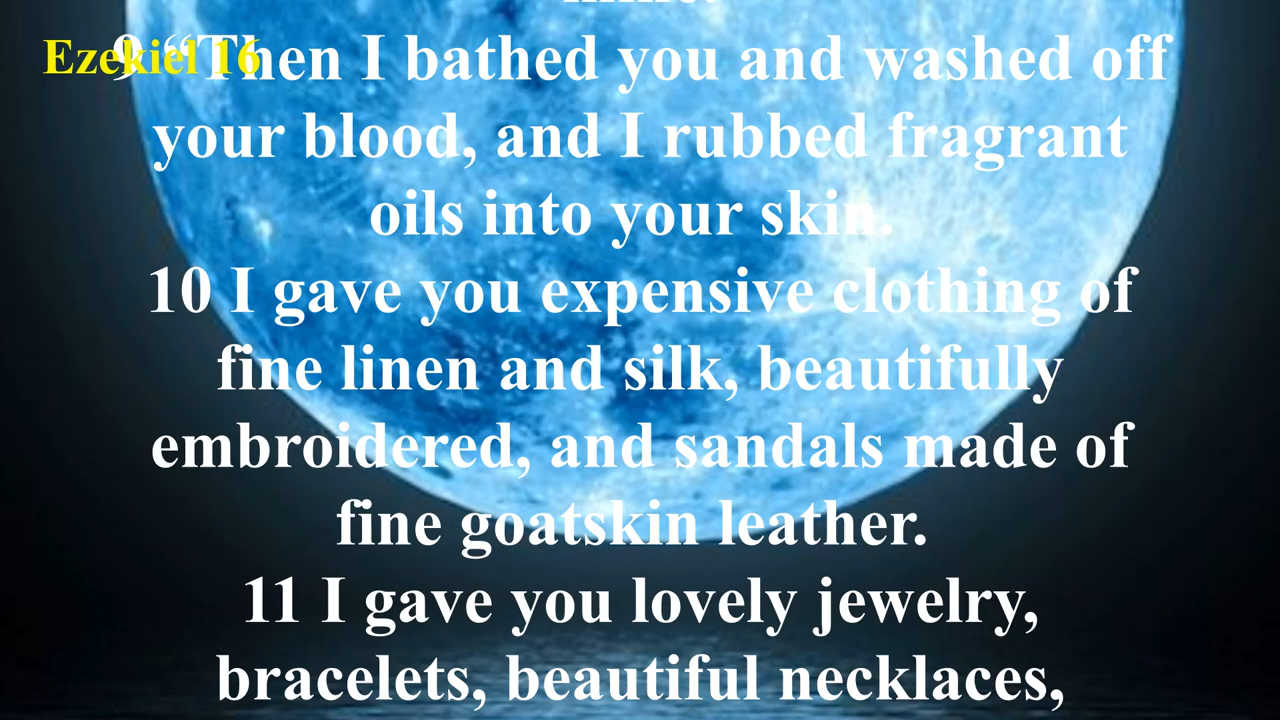 mine.
Ezekiel 16
9 “Then I bathed you and washed off
your blood, and I rubbed fragrant
oils into your skin.
10 I gave you expensive clothing of
fine linen and silk, beautifully
embroidered, and sandals made of
fine goatskin leather.
11 I gave you lovely jewelry,
bracelets, beautiful necklaces,